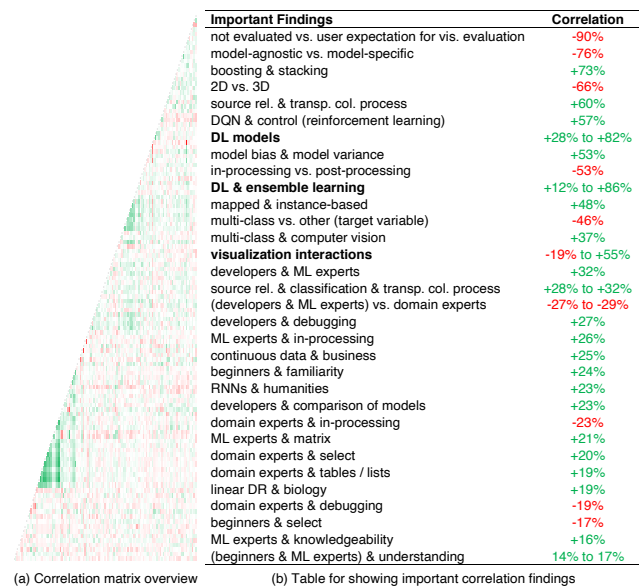 Important Findings Correlation
not evaluated vs. user expectation for vis. evaluation -90%
model-agnostic vs. model-specific -76%
boosting & stacking +73%
2D vs. 3D -66%
source rel. & transp. col. process +60%
DQN & control (reinforcement learning) +57%
DL models +28% to +82%
model bias & model variance +53%
in-processing vs. post-processing -53%
DL & ensemble learning +12% to +86%
mapped & instance-based +48%
multi-class vs. other (target variable) -46%
multi-class & computer vision +37%
visualization interactions -19% to +55%
developers & ML experts +32%
source rel. & classification & transp. col. process +28% to +32%
(developers & ML experts) vs. domain experts -27% to -29%
developers & debugging +27%
ML experts & in-processing +26%
continuous data & business +25%
beginners & familiarity +24%
RNNs & humanities +23%
developers & comparison of models +23%
domain experts & in-processing -23%
ML experts & matrix +21%
domain experts & select +20%
domain experts & tables / lists +19%
linear DR & biology +19%
domain experts & debugging -19%
beginners & select -17%
ML experts & knowledgeability +16%
(beginners & ML experts) & understanding 14% to 17%
(a) Correlation matrix overview (b) Table for showing important correlation findings